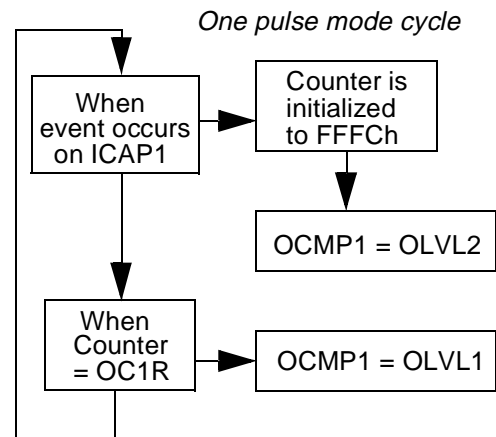 One pulse mode cycle
When
event occurs
on ICAP1
Counter is
initialized
to FFFCh
OCMP1 = OLVL2
When
Counter
= OC1R
OCMP1 = OLVL1